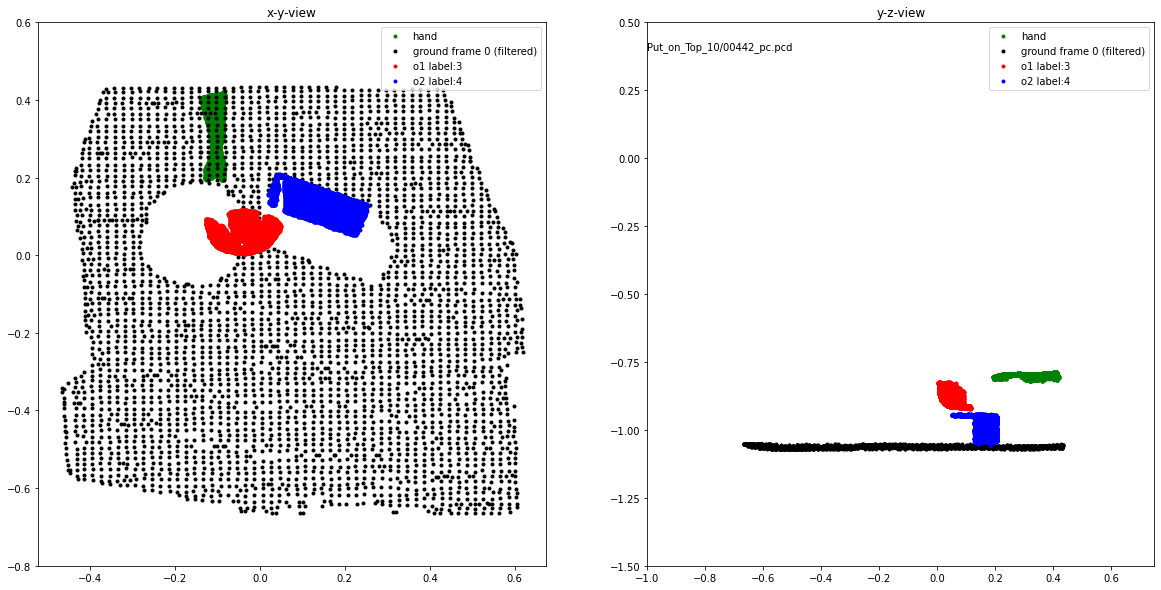 x-y-view
0.6
0.4
0.2
0.0
−0.2
−0.4
−0.6
−0.8
−0.4
−0.2
0.0
0.2
0.4
0.6
hand
ground frame 0 (filtered)
o1 label:3
o2 label:4
y-z-view
Put_on_Top_10/00442_pc.pcd
0.50
0.25
0.00
−0.25
−0.50
−0.75
−1.00
−1.25
−1.50
−1.0
−0.8
−0.6
−0.4
−0.2
0.0
0.2
0.4
0.6
hand
ground frame 0 (filtered)
o1 label:3
o2 label:4